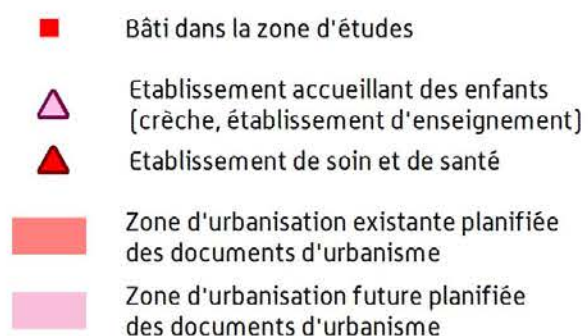 Bâti dans la zone d'études
Etablissement accueillant des enfants
(crèche, établissement d'enseignement)
Etablissement de soin et de santé
Zone d'urbanisation existante planifiée
des documents d'urbanisme
Zone d'urbanisation future planifiée
des documents d'urbanisme